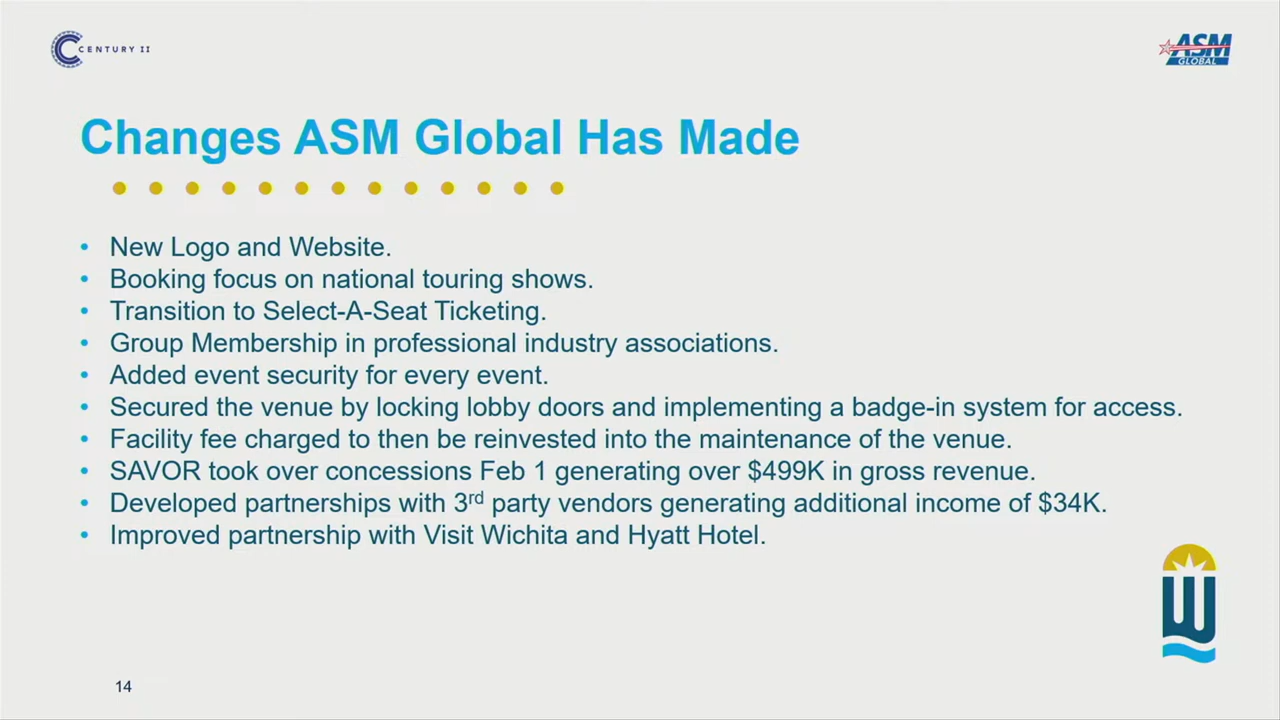 CENTURY II
ASM
GLOBAL
Changes ASM Global Has Made
• New Logo and Website.
• Booking focus on national touring shows.
• Transition to Select-A-Seat Ticketing.
• Group Membership in professional industry associations.
• Added event security for every event.
• Secured the venue by locking lobby doors and implementing a badge-in system for access.
• Facility fee charged to then be reinvested into the maintenance of the venue.
• SAVOR took over concessions Feb 1 generating over $499K in gross revenue.
• Developed partnerships with 3rd party vendors generating additional income of $34K.
• Improved partnership with Visit Wichita and Hyatt Hotel.
W
14